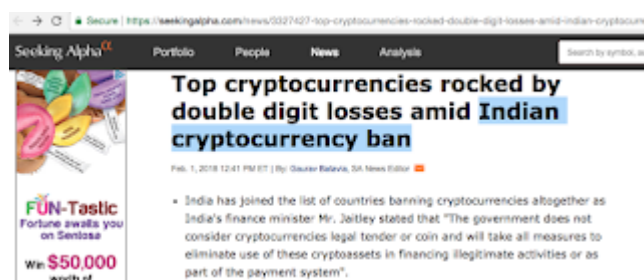 Secure | https://seekingalpha.com/news/3327427-top-cryptocurrencies-rocked-double-digit-losses-amid-indian-cryptocurre
Seeking Alpha α
Portfolio People News Analysis
Search by symbol,
Top cryptocurrencies rocked by
double digit losses amid Indian
cryptocurrency ban
Feb. 1, 2018 12:41 PM ET | By: Gaurav Batavia, SA News Editor
• India has joined the list of countries banning cryptocurrencies altogether as
India's finance minister Mr. Jaitley stated that "The government does not
consider cryptocurrencies legal tender or coin and will take all measures to
eliminate use of these cryptoassets in financing illegitimate activities or as
part of the payment system".
FUN-Tastic
Fortune awaits you
on Sentosa
Win $50,000
worth of